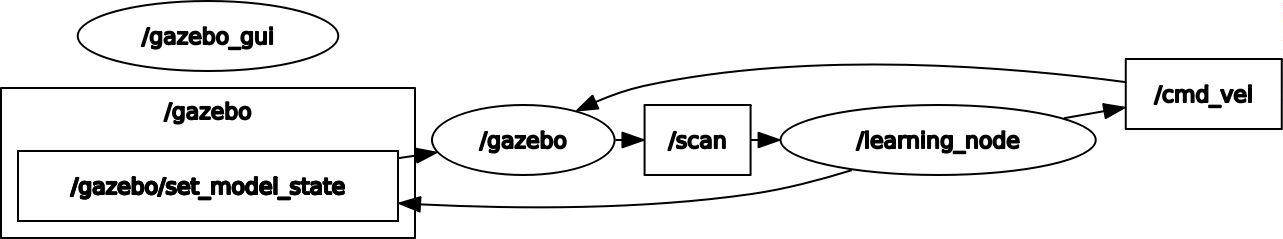 /gazebo_gui
/gazebo
/gazebo/set_model_state
/gazebo
/scan
/learning_node
/cmd_vel